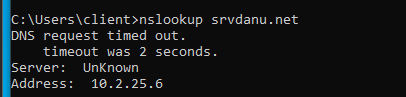 C:\Users\client>nslookup srvdanu.net
DNS request timed out.
    timeout was 2 seconds.
Server:  UnKnown
Address:  10.2.25.6